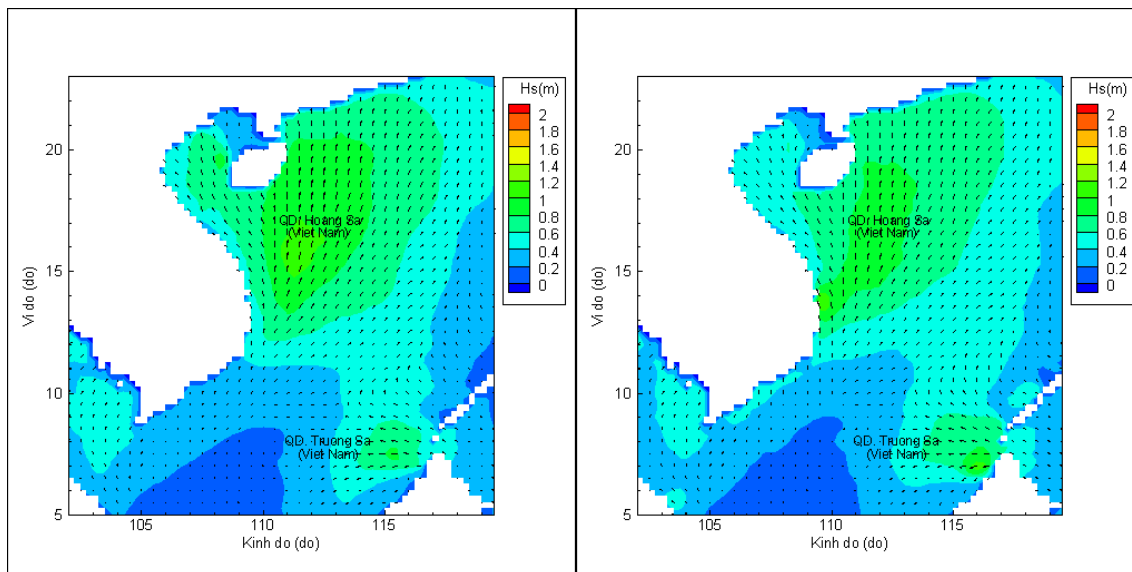 Hs(m)
2
1.8
1.6
1.4
1.2
1
0.8
0.6
0.4
0.2
0
20
15
10
5
Vi do (do)
105
110
115
Kinh do (do)
QD. Hoang Sa
(Viet Nam)
QD. Truong Sa
(Viet Nam)
Hs(m)
2
1.8
1.6
1.4
1.2
1
0.8
0.6
0.4
0.2
0
20
15
10
5
Vi do (do)
105
110
115
Kinh do (do)
QD. Hoang Sa
(Viet Nam)
QD. Truong Sa
(Viet Nam)